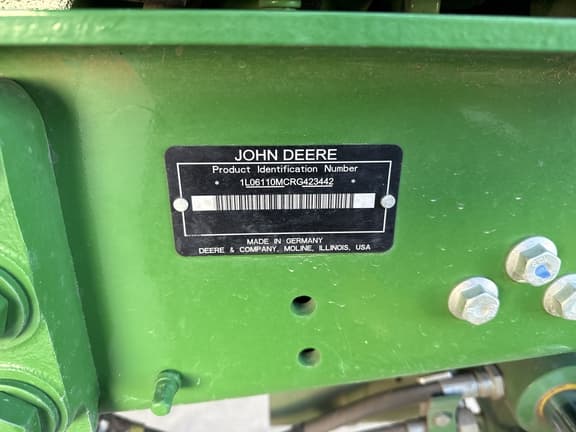 JOHN DEERE
Product Identification Number
* 1L06110MCRG423442 *
MADE IN GERMANY
DEERE & COMPANY, MOLINE, ILLINOIS, USA